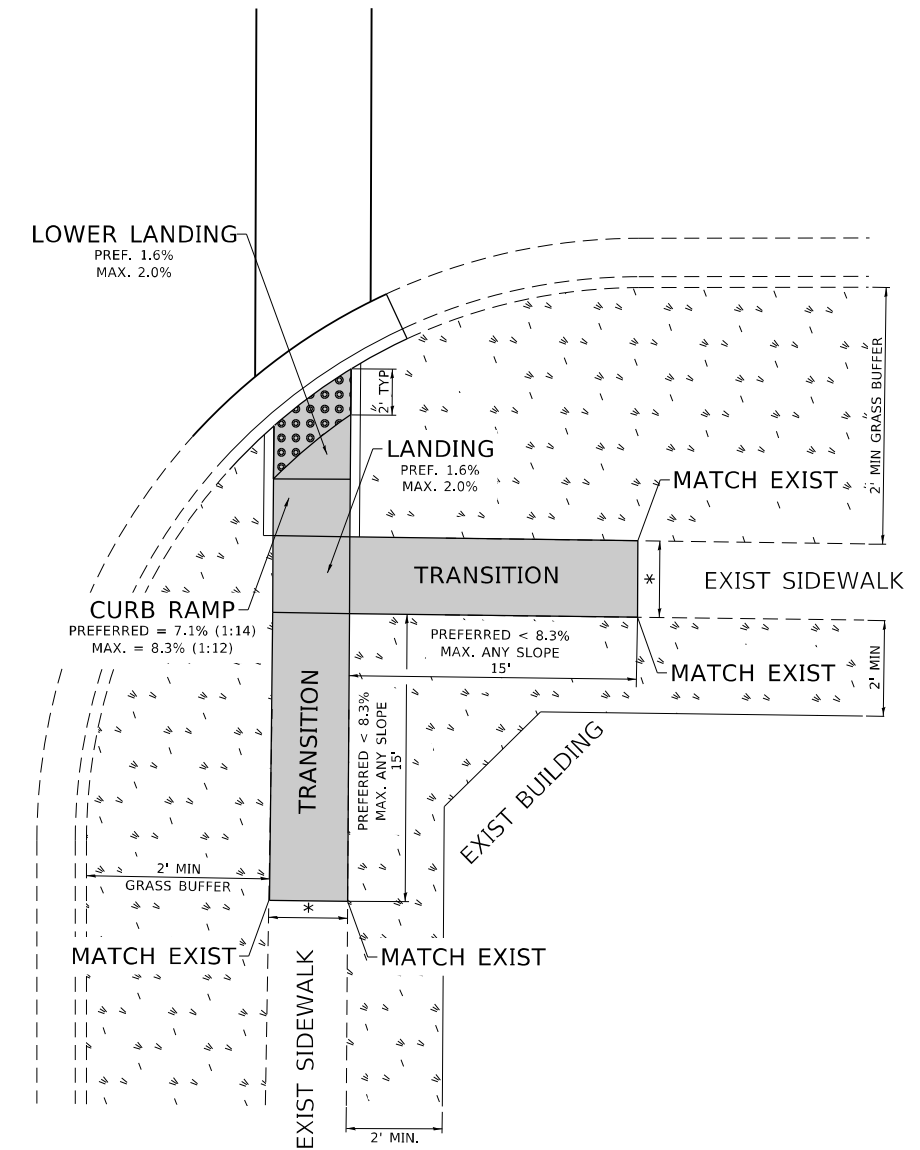 LOWER LANDING
PREF. 1.6%
MAX. 2.0%
2' TYP
2' MIN GRASS BUFFER
LANDING
PREF. 1.6%
MAX. 2.0%
MATCH EXIST
TRANSITION
*
EXIST SIDEWALK
CURB RAMP
PREFERRED = 7.1% (1:14)
MAX. = 8.3% (1:12)
PREFERRED < 8.3%
MAX. ANY SLOPE
15'
MATCH EXIST
2' MIN
TRANSITION
PREFERRED < 8.3%
MAX. ANY SLOPE
15'
EXIST BUILDING
2' MIN
GRASS BUFFER
*
MATCH EXIST
MATCH EXIST
EXIST SIDEWALK
2' MIN.